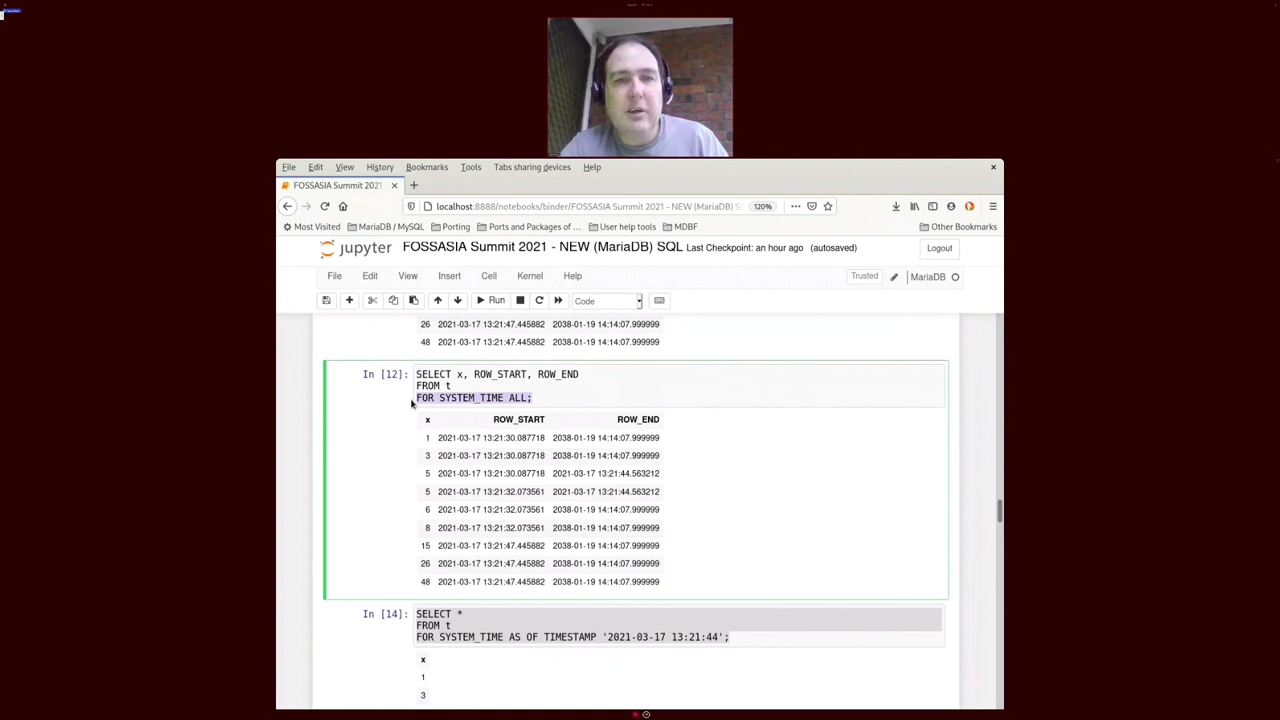 File Edit View History Bookmarks Tools Tabs sharing devices Help
FOSSASIA Summit 2021 -
localhost:8888/notebooks/binder/FOSSASIA Summit 2021 - NEW (MariaDB) S 120%
Most Visited MariaDB / MySQL Porting Ports and Packages of ... User help tools MDBF Other Bookmarks
jupyter FOSSASIA Summit 2021 - NEW (MariaDB) SQL Last Checkpoint: an hour ago (autosaved) Logout
File Edit View Insert Cell Kernel Help Trusted MariaDB
Run Code
26 2021-03-17 13:21:47.445882 2038-01-19 14:14:07.999999
48 2021-03-17 13:21:47.445882 2038-01-19 14:14:07.999999
In [12]: SELECT x, ROW_START, ROW_END
FROM t
FOR SYSTEM_TIME ALL;
x ROW_START ROW_END
1 2021-03-17 13:21:30.087718 2038-01-19 14:14:07.999999
3 2021-03-17 13:21:30.087718 2038-01-19 14:14:07.999999
5 2021-03-17 13:21:30.087718 2021-03-17 13:21:44.563212
5 2021-03-17 13:21:32.073561 2021-03-17 13:21:44.563212
6 2021-03-17 13:21:32.073561 2038-01-19 14:14:07.999999
8 2021-03-17 13:21:32.073561 2038-01-19 14:14:07.999999
15 2021-03-17 13:21:47.445882 2038-01-19 14:14:07.999999
26 2021-03-17 13:21:47.445882 2038-01-19 14:14:07.999999
48 2021-03-17 13:21:47.445882 2038-01-19 14:14:07.999999
In [14]: SELECT *
FROM t
FOR SYSTEM_TIME AS OF TIMESTAMP '2021-03-17 13:21:44';
x
1
3